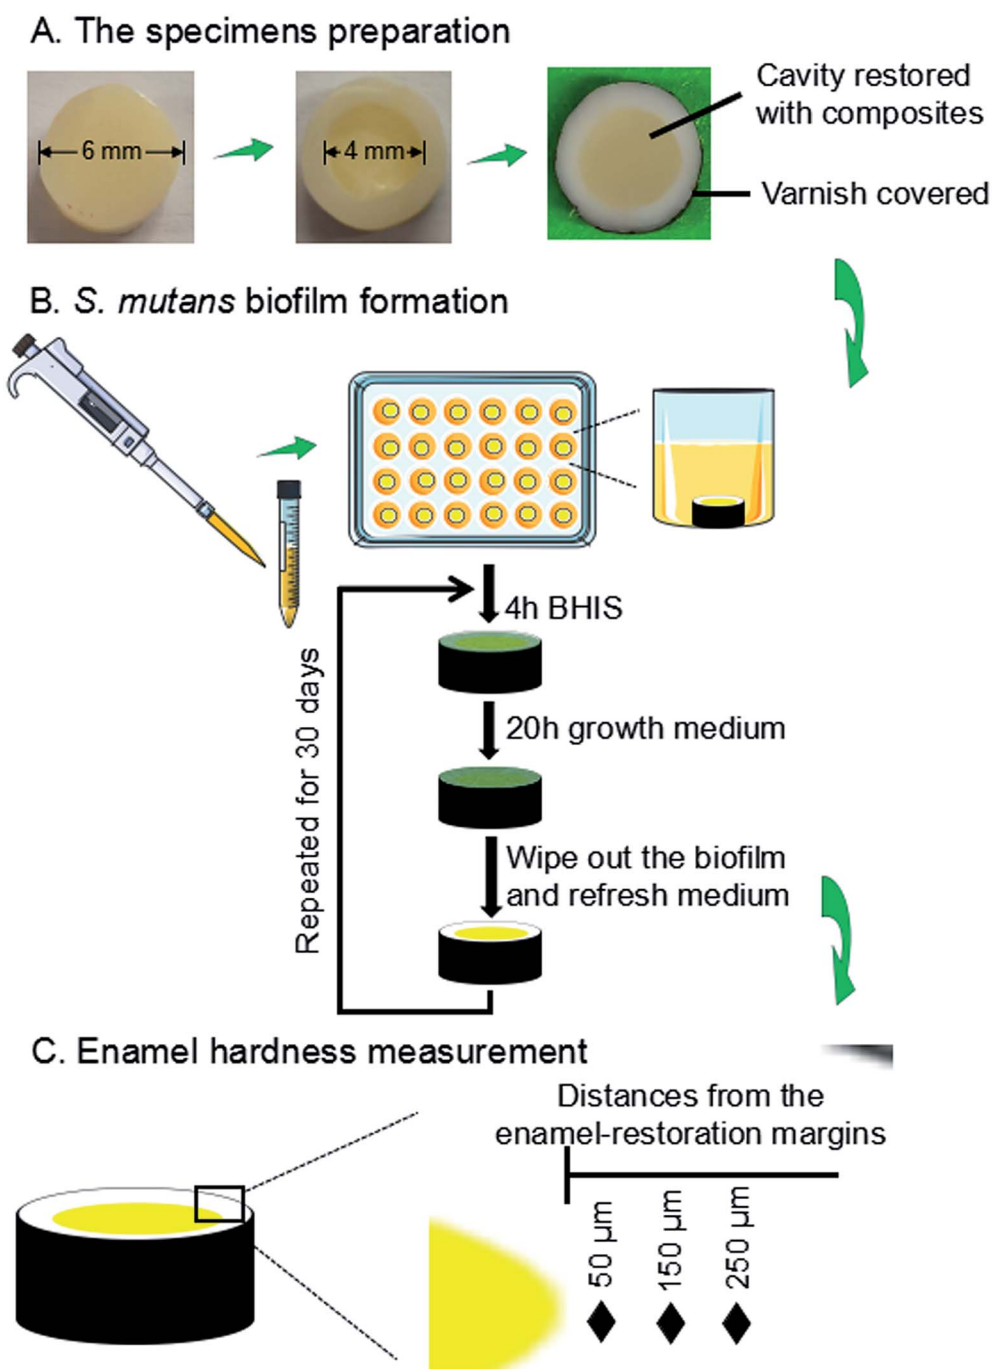 A. The specimens preparation
6 mm
4 mm
Cavity restored
with composites
Varnish covered
B. S. mutans biofilm formation
4h BHIS
20h growth medium
Wipe out the biofilm
and refresh medium
Repeated for 30 days
C. Enamel hardness measurement
Distances from the
enamel-restoration margins
50 μm
150 μm
250 μm